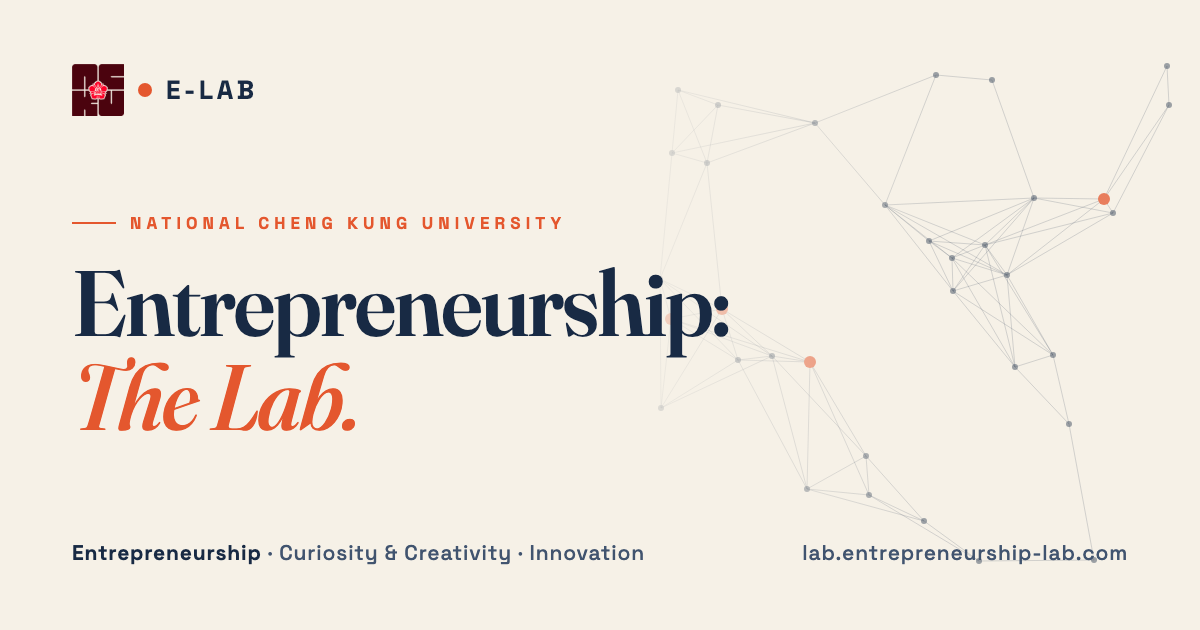 E-LAB
NATIONAL CHENG KUNG UNIVERSITY
Entrepreneurship:
The Lab.
Entrepreneurship · Curiosity & Creativity · Innovation
lab.entrepreneurship-lab.com